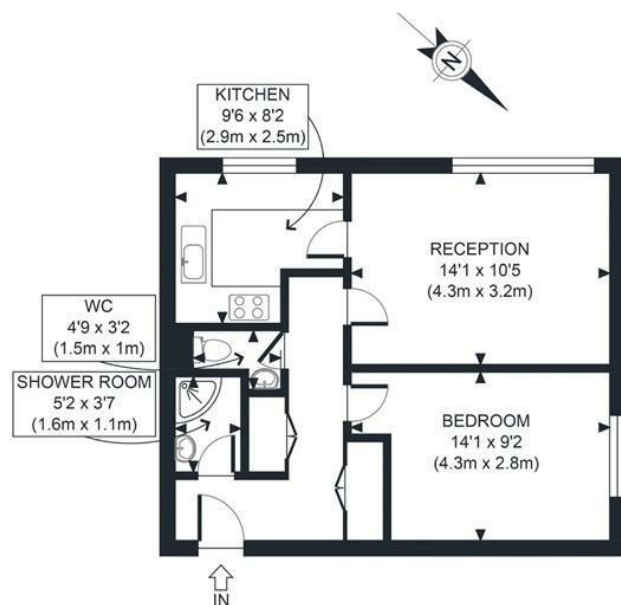 N
KITCHEN
9'6 x 8'2
(2.9m x 2.5m)
RECEPTION
14'1 x 10'5
(4.3m x 3.2m)
WC
4'9 x 3'2
(1.5m x 1m)
SHOWER ROOM
5'2 x 3'7
(1.6m x 1.1m)
BEDROOM
14'1 x 9'2
(4.3m x 2.8m)
IN